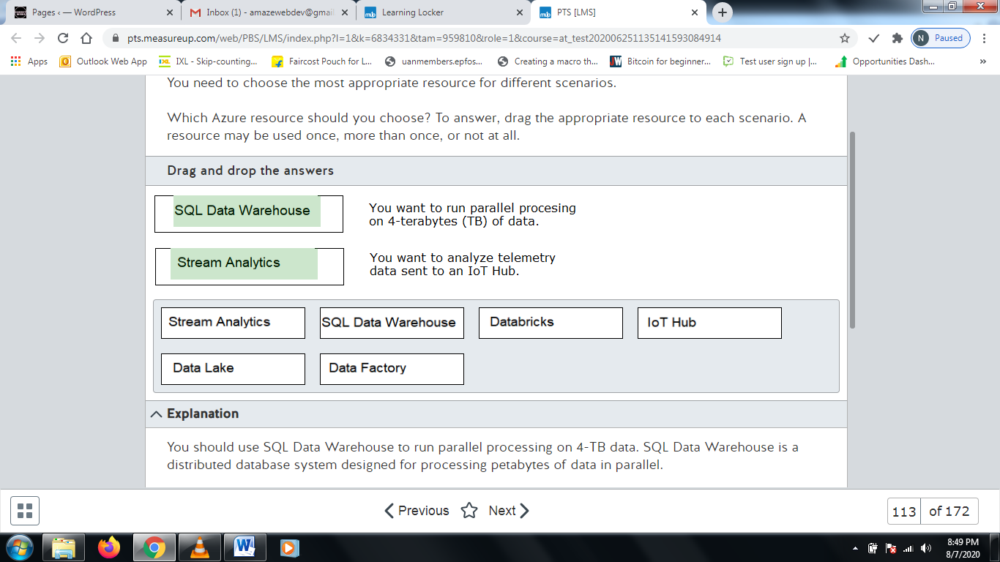 Pages ‹ — WordPress
Inbox (1) - amazewebdev@gmail
Learning Locker
PTS [LMS]
pts.measureup.com/web/PBS/LMS/index.php?l=1&k=6834331&tam=959810&role=1&course=at_test202006251135141593084914
N Paused
Apps
Outlook Web App
IXL - Skip-counting...
Faircost Pouch for L...
uanmembers.epfos...
Creating a macro th...
Bitcoin for beginner...
Test user sign up |...
Opportunities Dash...
»
You need to choose the most appropriate resource for different scenarios.
Which Azure resource should you choose? To answer, drag the appropriate resource to each scenario. A
resource may be used once, more than once, or not at all.
Drag and drop the answers
SQL Data Warehouse
You want to run parallel procesing
on 4-terabytes (TB) of data.
Stream Analytics
You want to analyze telemetry
data sent to an IoT Hub.
Stream Analytics
SQL Data Warehouse
Databricks
IoT Hub
Data Lake
Data Factory
Explanation
You should use SQL Data Warehouse to run parallel processing on 4-TB data. SQL Data Warehouse is a
distributed database system designed for processing petabytes of data in parallel.
Previous
Next
113 of 172
8:49 PM
8/7/2020